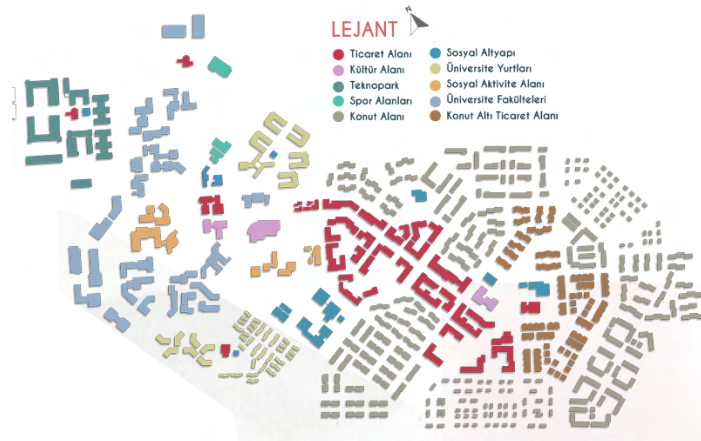 N
LEJANT
Ticaret Alanı
Kültür Alanı
Teknopark
Spor Alanları
Konut Alanı
Sosyal Altyapı
Üniversite Yurtları
Sosyal Aktivite Alanı
Üniversite Fakülteleri
Konut Altı Ticaret Alanı